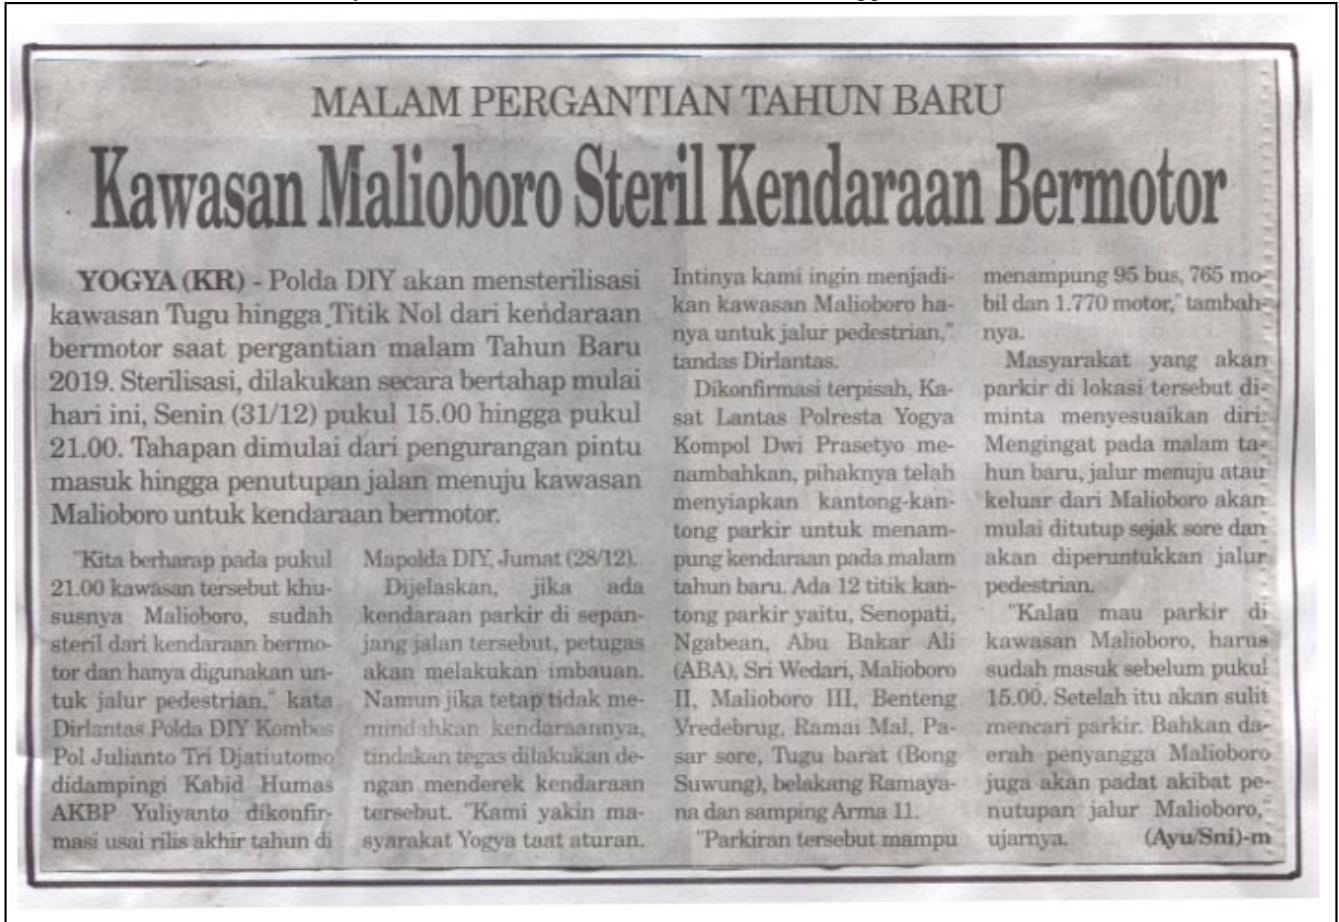 MALAM PERGANTIAN TAHUN BARU
Kawasan Malioboro Steril Kendaraan Bermotor
YOGYA (KR) - Polda DIY akan mensterilisasi
kawasan Tugu hingga Titik Nol dari kendaraan
bermotor saat pergantian malam Tahun Baru
2019. Sterilisasi, dilakukan secara bertahap mulai
hari ini, Senin (31/12) pukul 15.00 hingga pukul
21.00. Tahapan dimulai dari pengurangan pintu
masuk hingga penutupan jalan menuju kawasan
Malioboro untuk kendaraan bermotor.
"Kita berharap pada pukul
21.00 kawasan tersebut khu-
susnya Malioboro, sudah
steril dari kendaraan bermo-
tor dan hanya digunakan un-
tuk jalur pedestrian," kata
Dirlantas Polda DIY Kombes
Pol Julianto Tri Djatiutomo
didampingi Kabid Humas
AKBP Yuliyanto dikonfir-
masi usai rilis akhir tahun di
Mapolda DIY, Jumat (28/12).
Dijelaskan, jika ada
kendaraan parkir di sepan-
jang jalan tersebut, petugas
akan melakukan imbauan.
Namun jika tetap tidak me-
mindahkan kendaraannya,
tindakan tegas dilakukan de-
ngan menderek kendaraan
tersebut. "Kami yakin ma-
syarakat Yogya taat aturan.
Intinya kami ingin menjadi-
kan kawasan Malioboro ha-
nya untuk jalur pedestrian,"
tandas Dirlantas.
Dikonfirmasi terpisah, Ka-
sat Lantas Polresta Yogya
Kompol Dwi Prasetyo me-
nambahkan, pihaknya telah
menyiapkan kantong-kan-
tong parkir untuk menam-
pung kendaraan pada malam
tahun baru. Ada 12 titik kan-
tong parkir yaitu, Senopati,
Ngabean, Abu Bakar Ali
(ABA), Sri Wedari, Malioboro
II, Malioboro III, Benteng
Vredebrug, Ramai Mal, Pa-
sar sore, Tugu barat (Bong
Suwung), belakang Ramaya-
na dan samping Arma 11.
"Parkiran tersebut mampu
menampung 95 bus, 765 mo-
bil dan 1.770 motor," tambah-
nya.
Masyarakat yang akan
parkir di lokasi tersebut di-
minta menyesuaikan diri.
Mengingat pada malam ta-
hun baru, jalur menuju atau
keluar dari Malioboro akan
mulai ditutup sejak sore dan
akan diperuntukkan jalur
pedestrian.
"Kalau mau parkir di
kawasan Malioboro, harus
sudah masuk sebelum pukul
15.00. Setelah itu akan sulit
mencari parkir. Bahkan da-
erah penyangga Malioboro
juga akan padat akibat pe-
nutupan jalur Malioboro,"
ujarnya. (Ayu/Sni)-m